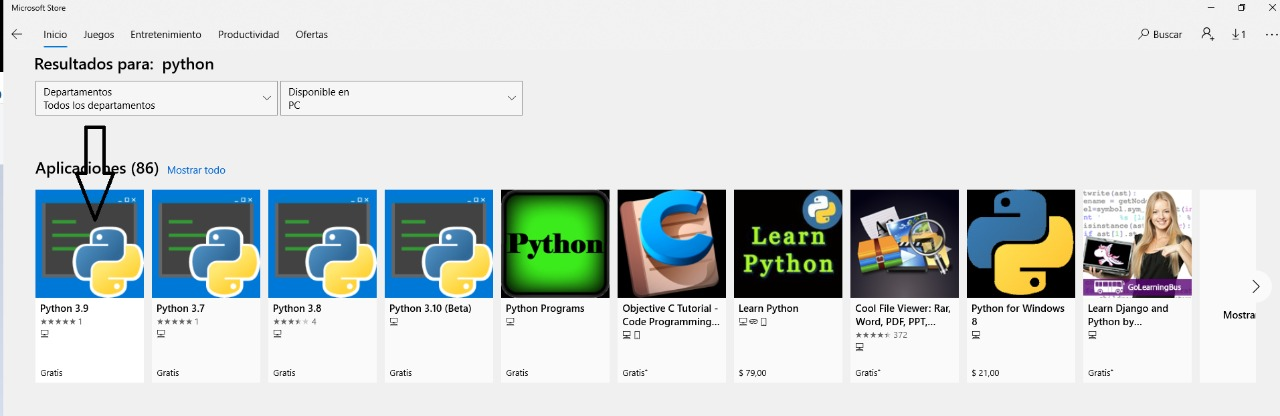 Microsoft Store
Inicio Juegos Entretenimiento Productividad Ofertas
Buscar
1
Resultados para: python
Departamentos
Todos los departamentos
Disponible en
PC
Aplicaciones (86) Mostrar todo
Python
Learn
Python
GoLearningBus
Python 3.9
★★★★★ 1
Gratis
Python 3.7
★★★★★ 1
Gratis
Python 3.8
4
Gratis
Python 3.10 (Beta)
Gratis
Python Programs
Gratis
Objective C Tutorial -
Code Programming...
Gratis+
Learn Python
$ 79,00
Cool File Viewer: Rar,
Word, PDF, PPT,...
372
Gratis+
Python for Windows
8
$ 21,00
Learn Django and
Python by...
Gratis+
Mostra